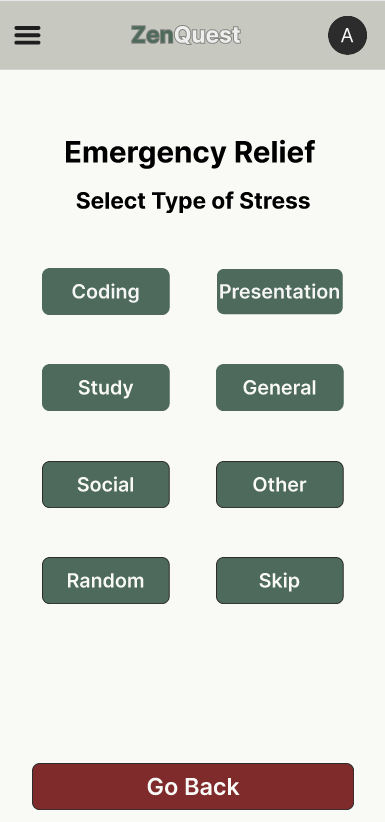 ZenQuest
A
Emergency Relief
Select Type of Stress
Coding
Presentation
Study
General
Social
Other
Random
Skip
Go Back